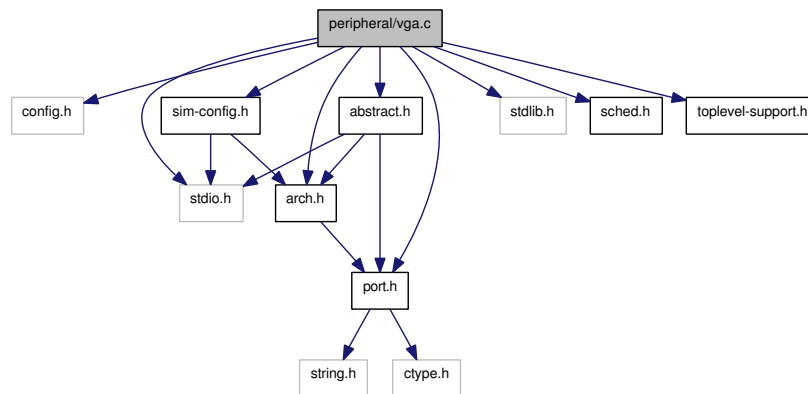 peripheral/vga.c
config.h
sim-config.h
abstract.h
stdlib.h
sched.h
toplevel-support.h
stdio.h
arch.h
port.h
string.h
ctype.h